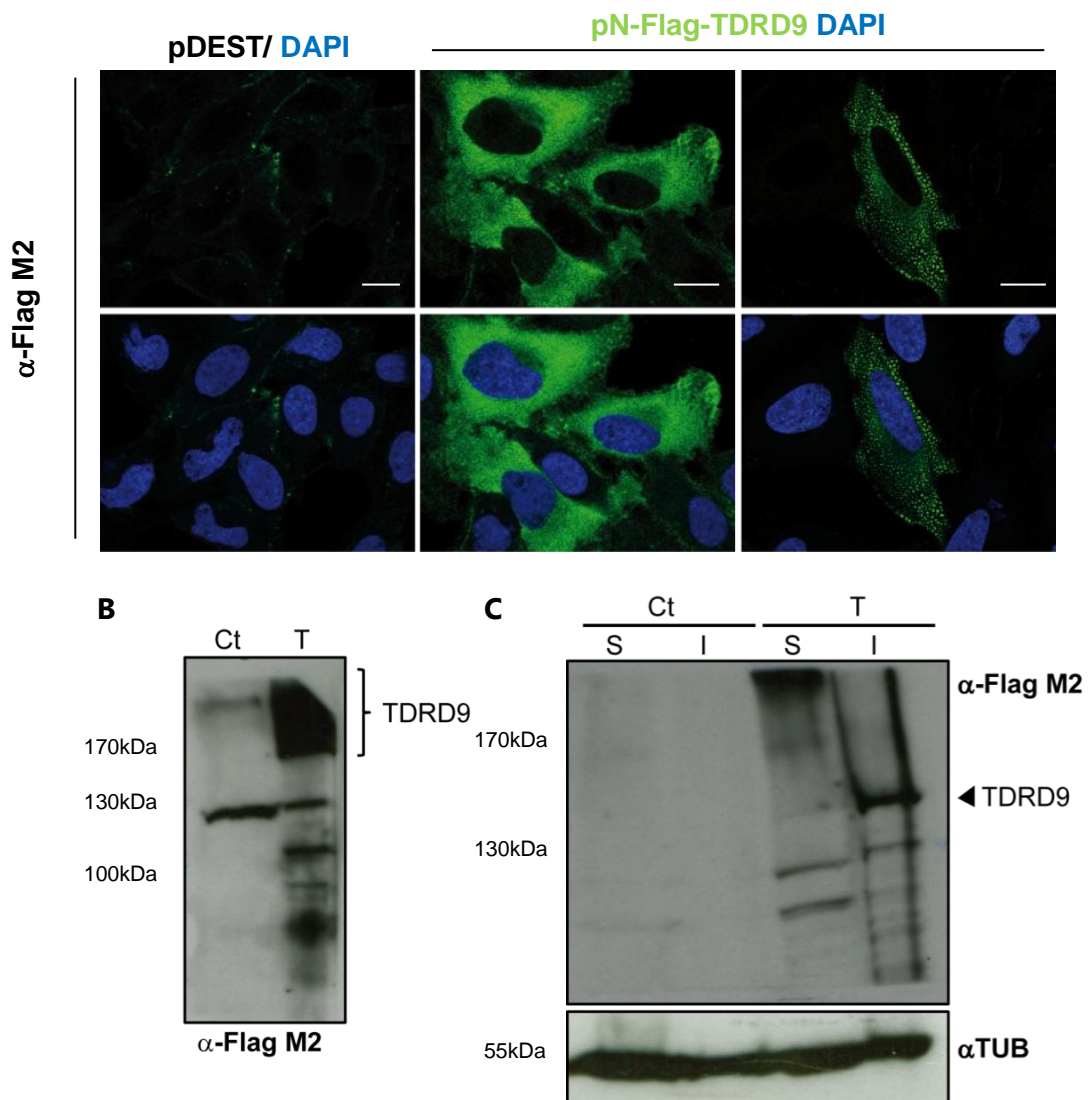 pDEST/ DAPI
pN-Flag-TDRD9 DAPI
α-Flag M2
B
Ct T
TDRD9
170kDa
130kDa
100kDa
α-Flag M2
C
Ct T
S I S I
α-Flag M2
170kDa
TDRD9
130kDa
55kDa
αTUB